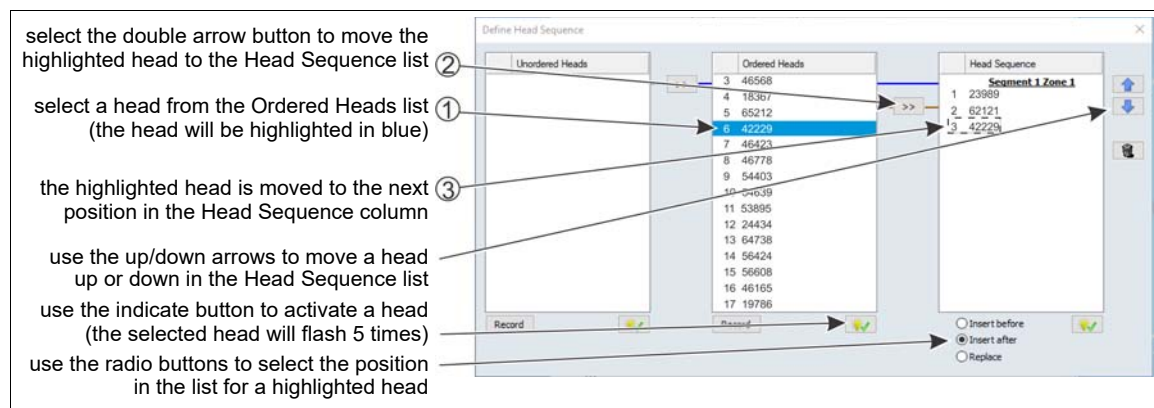 select the double arrow button to move the
highlighted head to the Head Sequence list
②
select a head from the Ordered Heads list
(the head will be highlighted in blue)
①
the highlighted head is moved to the next
position in the Head Sequence column
③
use the up/down arrows to move a head
up or down in the Head Sequence list
use the indicate button to activate a head
(the selected head will flash 5 times)
use the radio buttons to select the position
in the list for a highlighted head
Define Head Sequence
Unordered Heads
Record
>>
Ordered Heads
3 46568
4 18367
5 65212
6 42229
7 46423
8 46778
9 54403
10 54639
11 53895
12 24434
13 64738
14 56424
15 56608
16 46165
17 19786
Record
>>
Head Sequence
Segment 1 Zone 1
1 23989
2 62121
3 42229
Insert before
Insert after
Replace